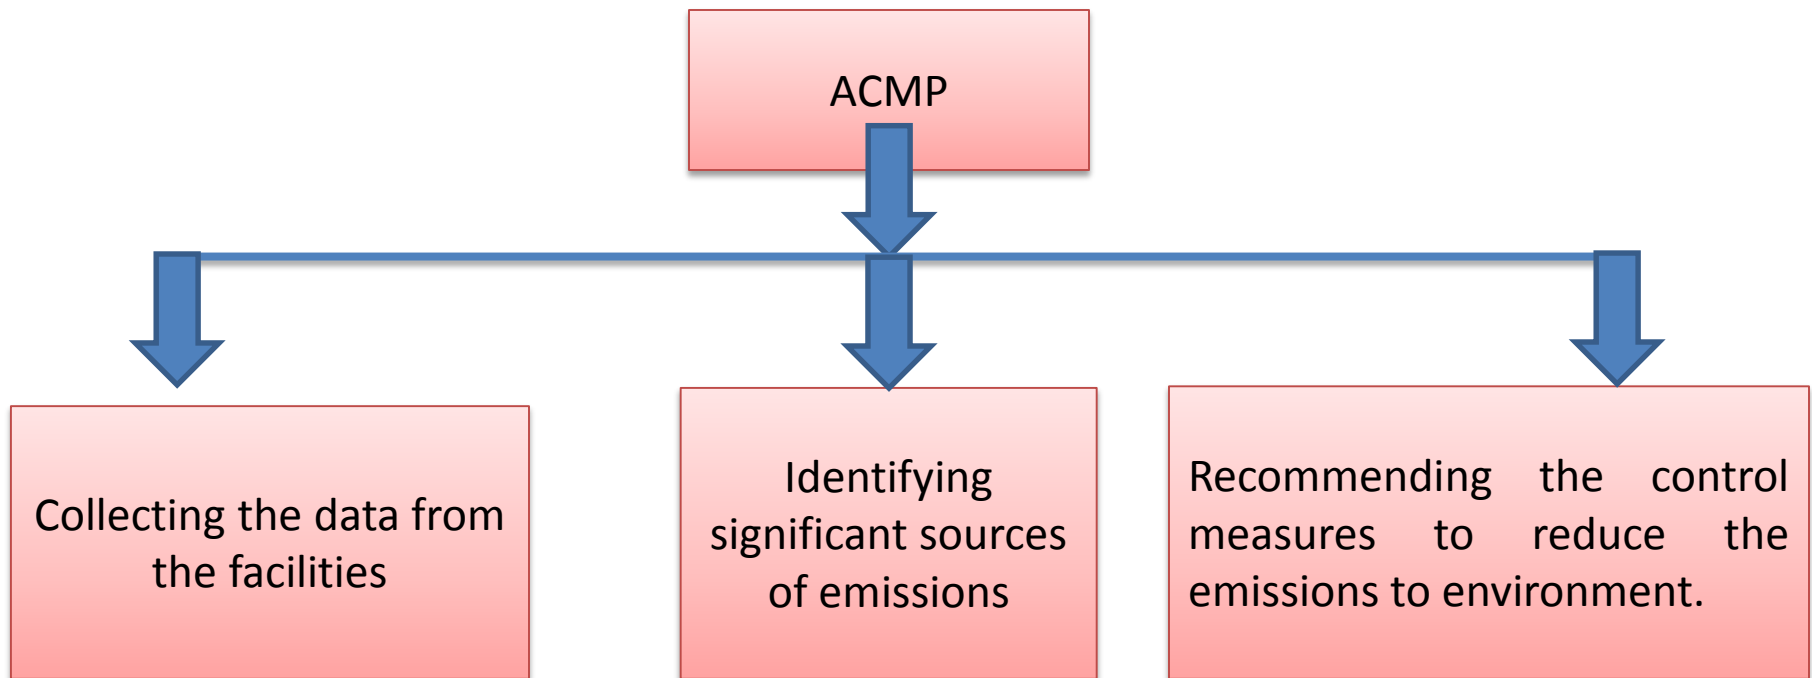 ACMP
Collecting the data from
the facilities
Identifying
significant sources
of emissions
Recommending the control
measures to reduce the
emissions to environment.